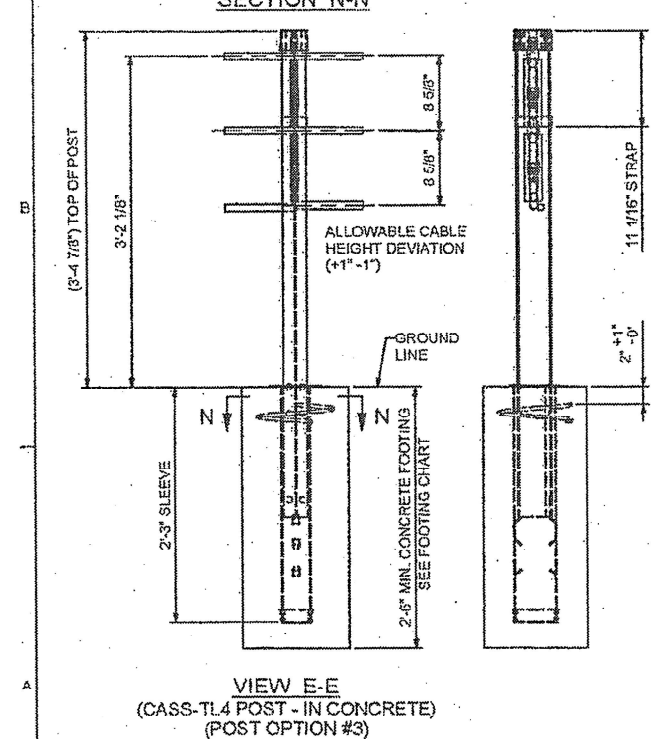 SECTION N-N
(3'-4 7/8") TOP OF POST
3'-2 1/8"
8 5/8"
8 5/8"
11 1/16" STRAP
ALLOWABLE CABLE
HEIGHT DEVIATION
(+1" -1")
GROUND
LINE
2" +1" -0"
N
N
2'-3" SLEEVE
2'-6" MIN. CONCRETE FOOTING
SEE FOOTING CHART
B
A
VIEW E-E
(CASS-TL4 POST - IN CONCRETE)
(POST OPTION #3)